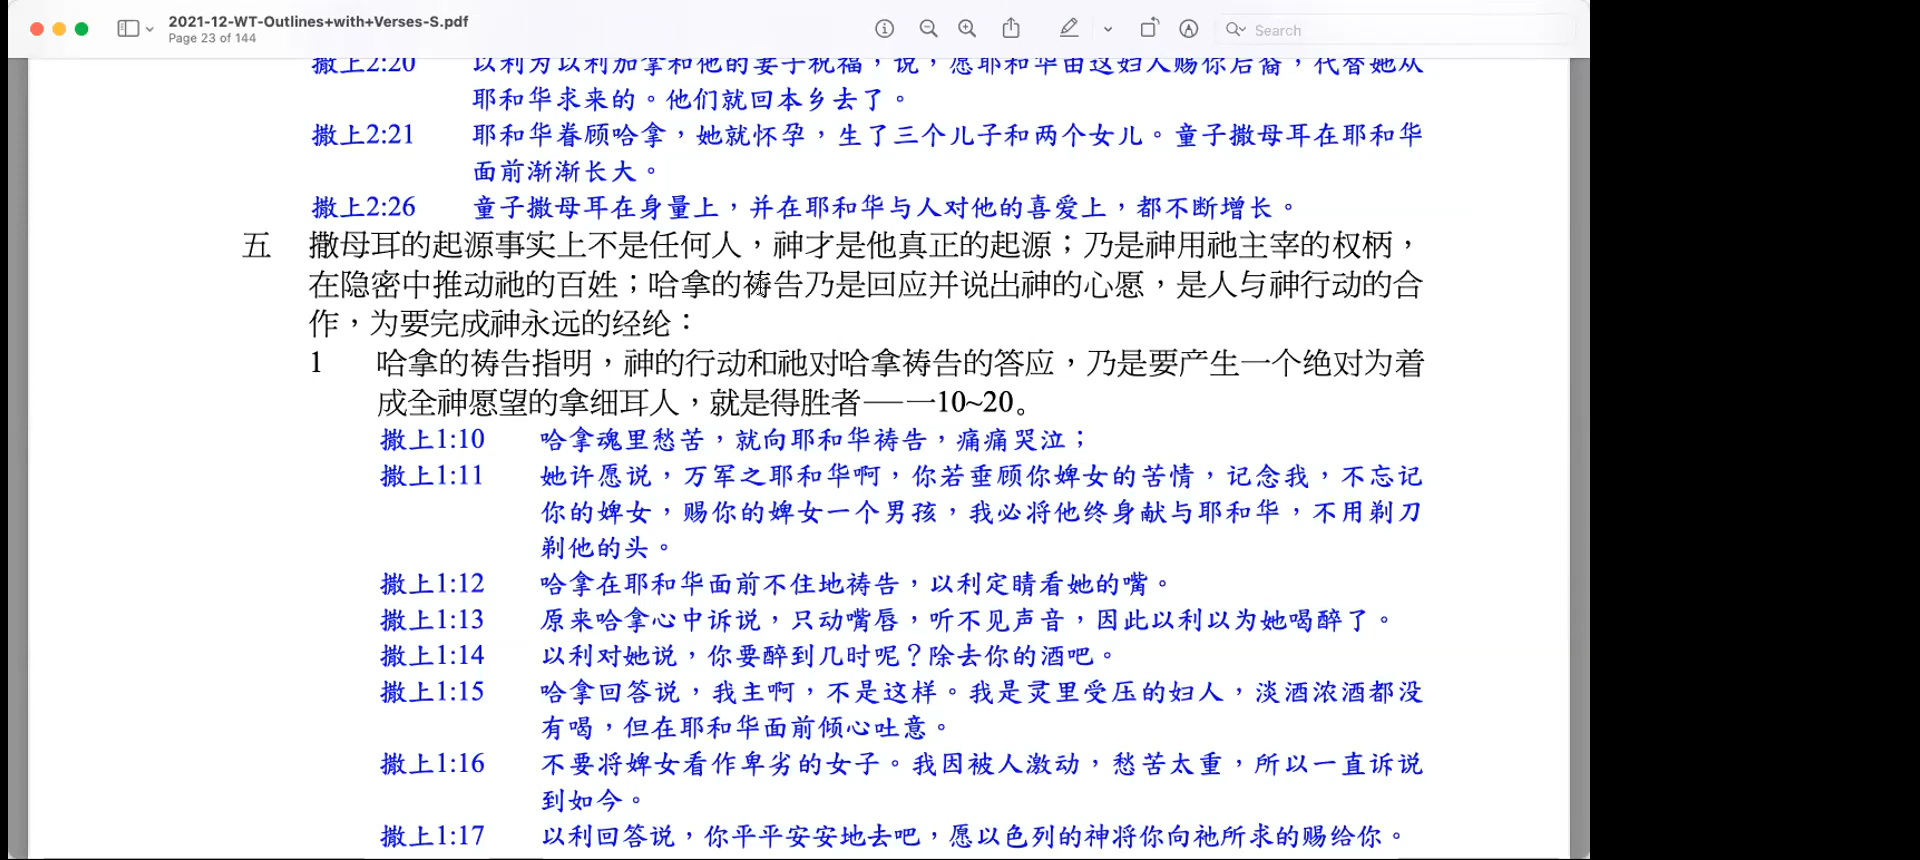 2021-12-WT-Outlines+with+Verses-S.pdf
Page 23 of 144
Search
撒上2:20 以利为以利加拿和他的妻子祝福，说，愿耶和华由这妇人赐你后裔，代替她从
耶和华求来的。他们就回本乡去了。
撒上2:21 耶和华眷顾哈拿，她就怀孕，生了三个儿子和两个女儿。童子撒母耳在耶和华
面前渐渐长大。
撒上2:26 童子撒母耳在身量上，并在耶和华与人对他的喜爱上，都不断增长。
五 撒母耳的起源事实上不是任何人，神才是他真正的起源；乃是神用祂主宰的权柄，
在隐密中推动祂的百姓；哈拿的祷告乃是回应并说出神的心愿，是人与神行动的合
作，为要完成神永远的经纶：
1 哈拿的祷告指明，神的行动和祂对哈拿祷告的答应，乃是要产生一个绝对为着
成全神愿望的拿细耳人，就是得胜者——一10~20。
撒上1:10 哈拿魂里愁苦，就向耶和华祷告，痛痛哭泣；
撒上1:11 她许愿说，万军之耶和华啊，你若垂顾你婢女的苦情，记念我，不忘记
你的婢女，赐你的婢女一个男孩，我必将他终身献与耶和华，不用剃刀
剃他的头。
撒上1:12 哈拿在耶和华面前不住地祷告，以利定睛看她的嘴。
撒上1:13 原来哈拿心中诉说，只动嘴唇，听不见声音，因此以利以为她喝醉了。
撒上1:14 以利对她说，你要醉到几时呢？除去你的酒吧。
撒上1:15 哈拿回答说，我主啊，不是这样。我是灵里受压的妇人，淡酒浓酒都没
有喝，但在耶和华面前倾心吐意。
撒上1:16 不要将婢女看作卑劣的女子。我因被人激动，愁苦太重，所以一直诉说
到如今。
撒上1:17 以利回答说，你平平安安地去吧，愿以色列的神将你向祂所求的赐给你。